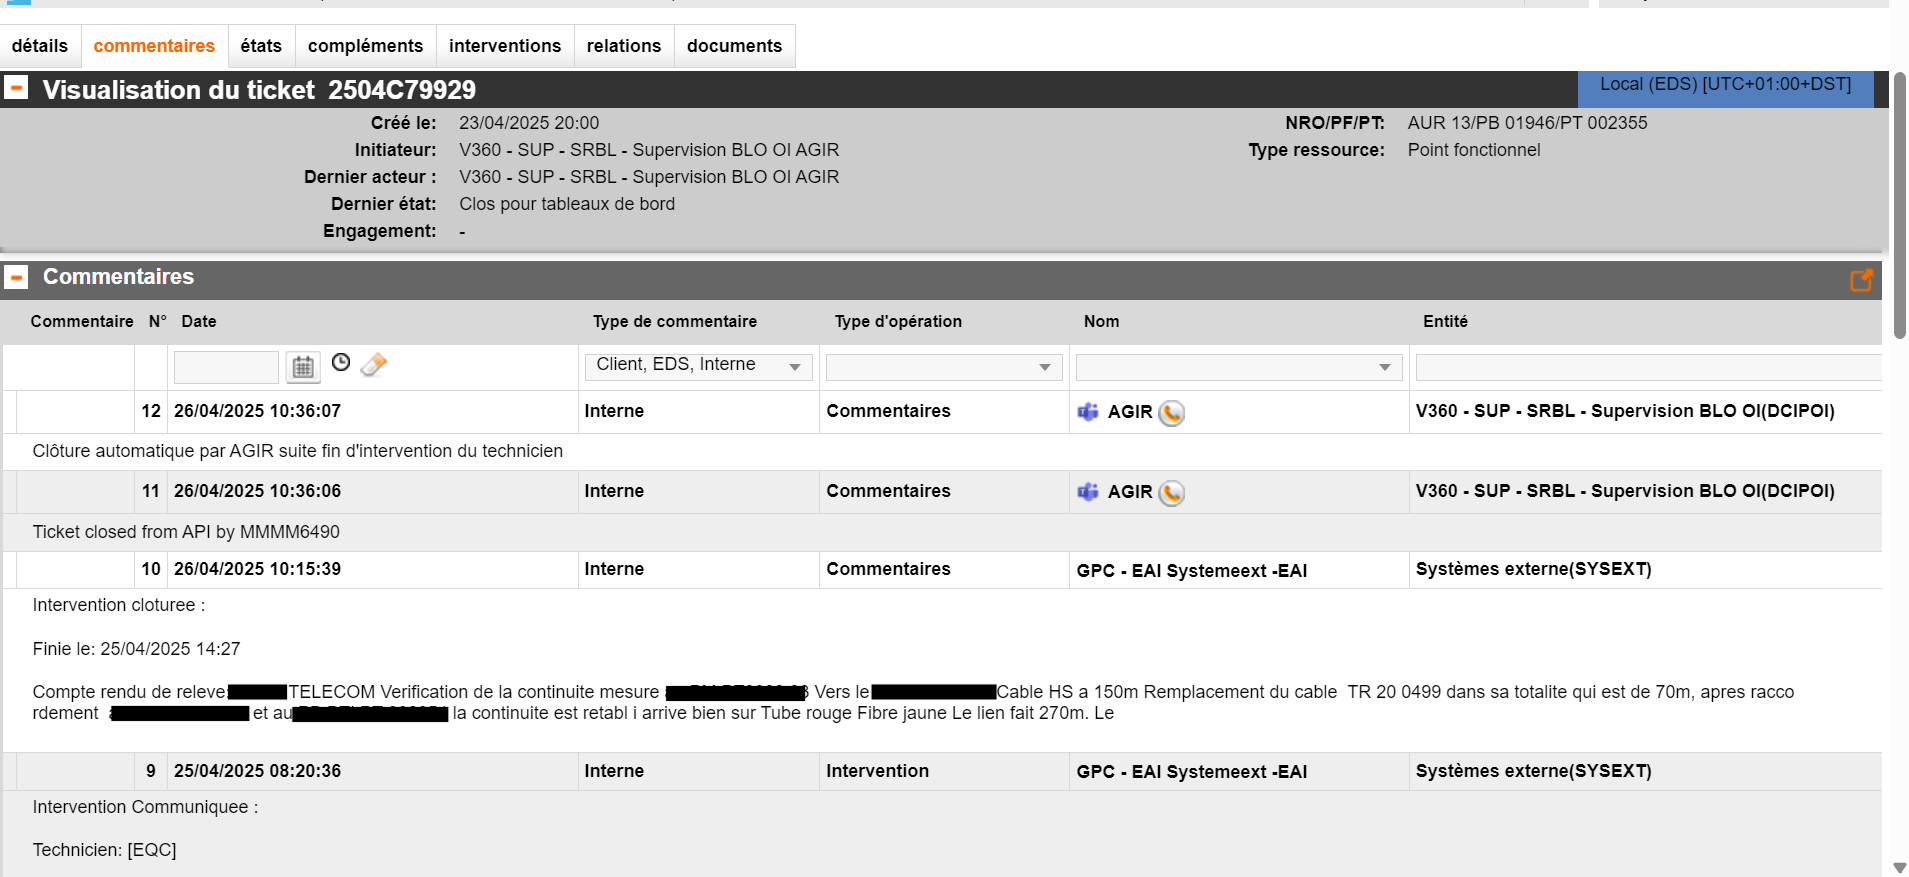 détails commentaires états compléments interventions relations documents
Visualisation du ticket 2504C79929
Local (EDS) [UTC+01:00+DST]
Créé le: 23/04/2025 20:00 NRO/PF/PT: AUR 13/PB 01946/PT 002355
Initiateur: V360 - SUP - SRBL - Supervision BLO OI AGIR Type ressource: Point fonctionnel
Dernier acteur : V360 - SUP - SRBL - Supervision BLO OI AGIR
Dernier état: Clos pour tableaux de bord
Engagement: -
Commentaires
Commentaire N° Date Type de commentaire Type d'opération Nom Entité
Client, EDS, Interne
12 26/04/2025 10:36:07 Interne Commentaires AGIR V360 - SUP - SRBL - Supervision BLO OI(DCIPOI)
Clôture automatique par AGIR suite fin d'intervention du technicien
11 26/04/2025 10:36:06 Interne Commentaires AGIR V360 - SUP - SRBL - Supervision BLO OI(DCIPOI)
Ticket closed from API by MMMM6490
10 26/04/2025 10:15:39 Interne Commentaires GPC - EAI Systemeext -EAI Systèmes externe(SYSEXT)
Intervention cloturee :
Finie le: 25/04/2025 14:27
Compte rendu de releve: TELECOM Verification de la continuite mesure Vers le Cable HS a 150m Remplacement du cable TR 20 0499 dans sa totalite qui est de 70m, apres racco
rdement et au la continuite est retabl i arrive bien sur Tube rouge Fibre jaune Le lien fait 270m. Le
9 25/04/2025 08:20:36 Interne Intervention GPC - EAI Systemeext -EAI Systèmes externe(SYSEXT)
Intervention Communiquee :
Technicien: [EQC]